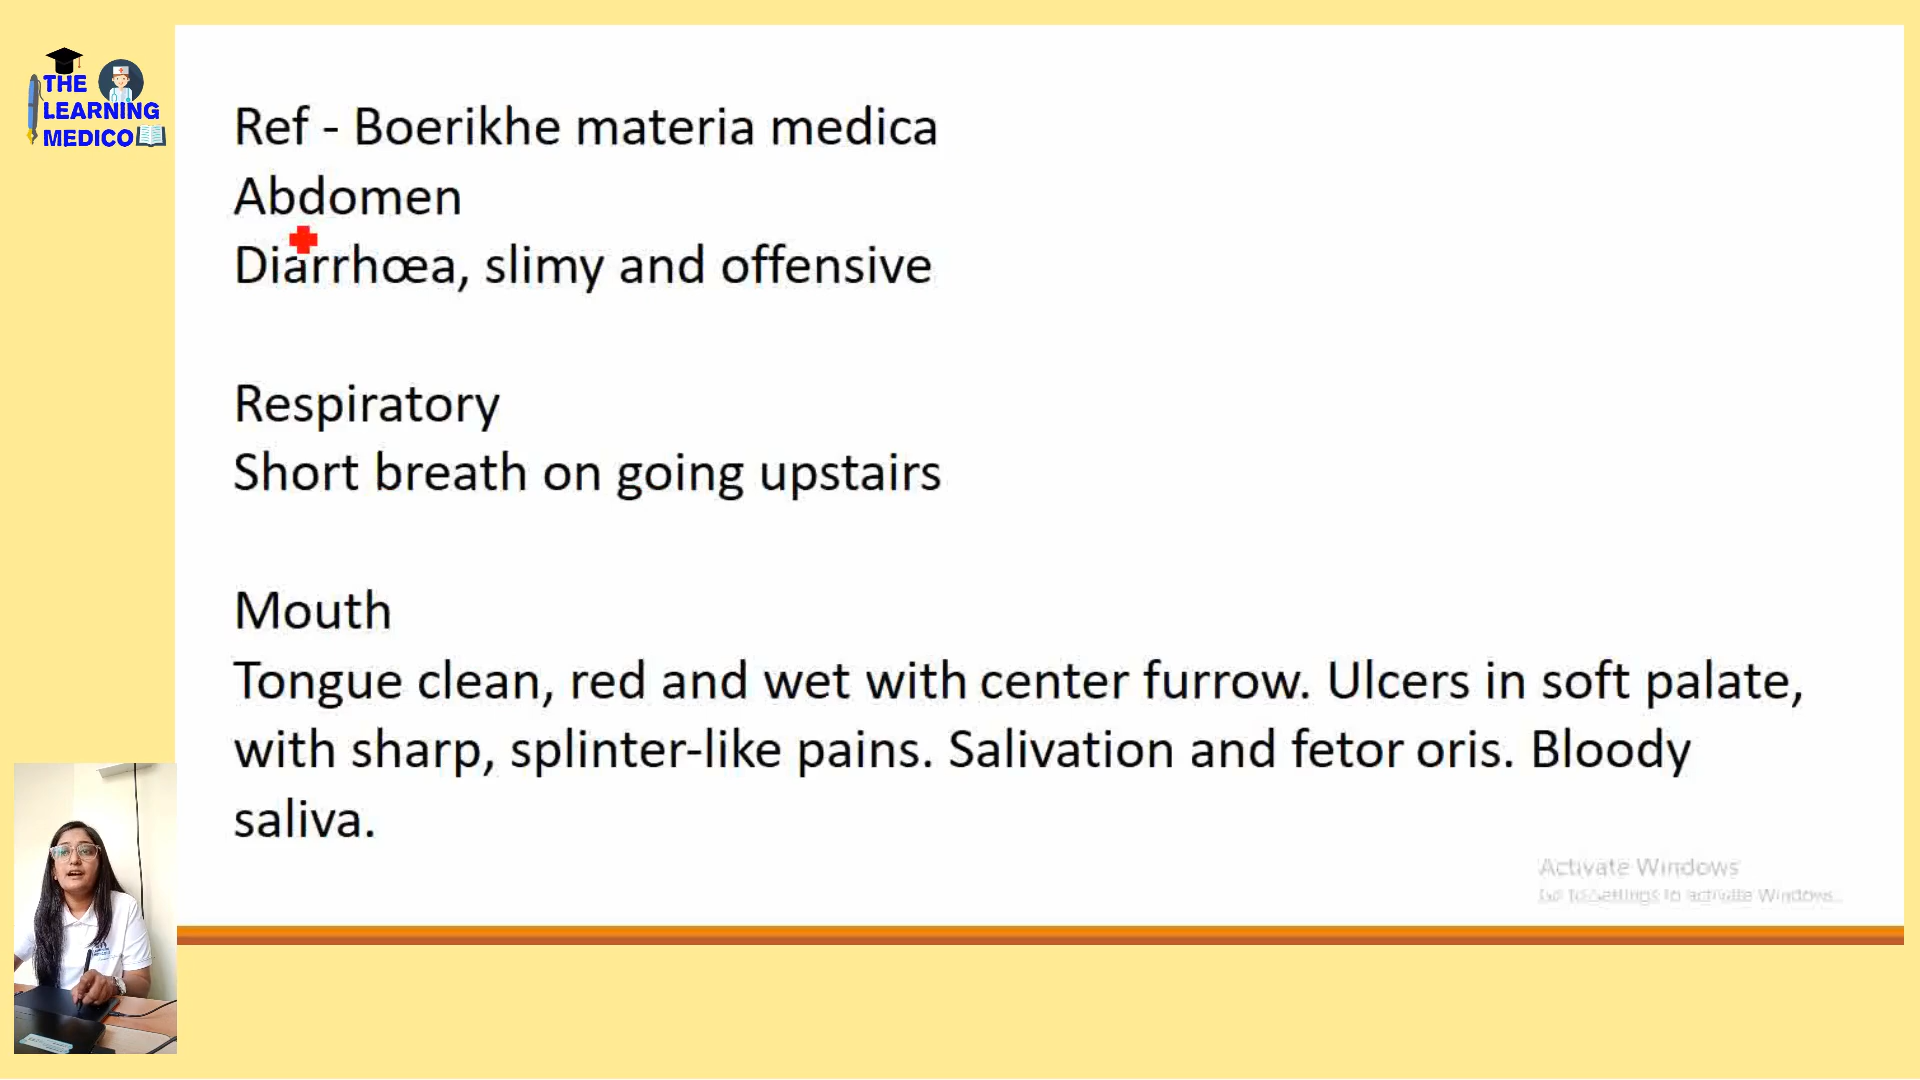 THE
LEARNING
MEDICO
Ref - Boerikhe materia medica
Abdomen
Diarrhœa, slimy and offensive
Respiratory
Short breath on going upstairs
Mouth
Tongue clean, red and wet with center furrow. Ulcers in soft palate,
with sharp, splinter-like pains. Salivation and fetor oris. Bloody
saliva.
Activate Windows
Go to Settings to activate Windows.